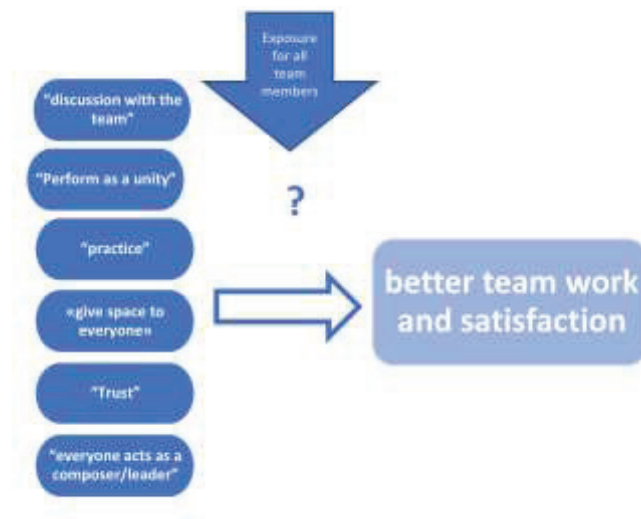 Exposure
for all
team
members
"discussion with the
team"
"Perform as a unity"
?
"practice"
«give space to
everyone«
better team work
and satisfaction
"Trust"
"everyone acts as a
composer/leader"